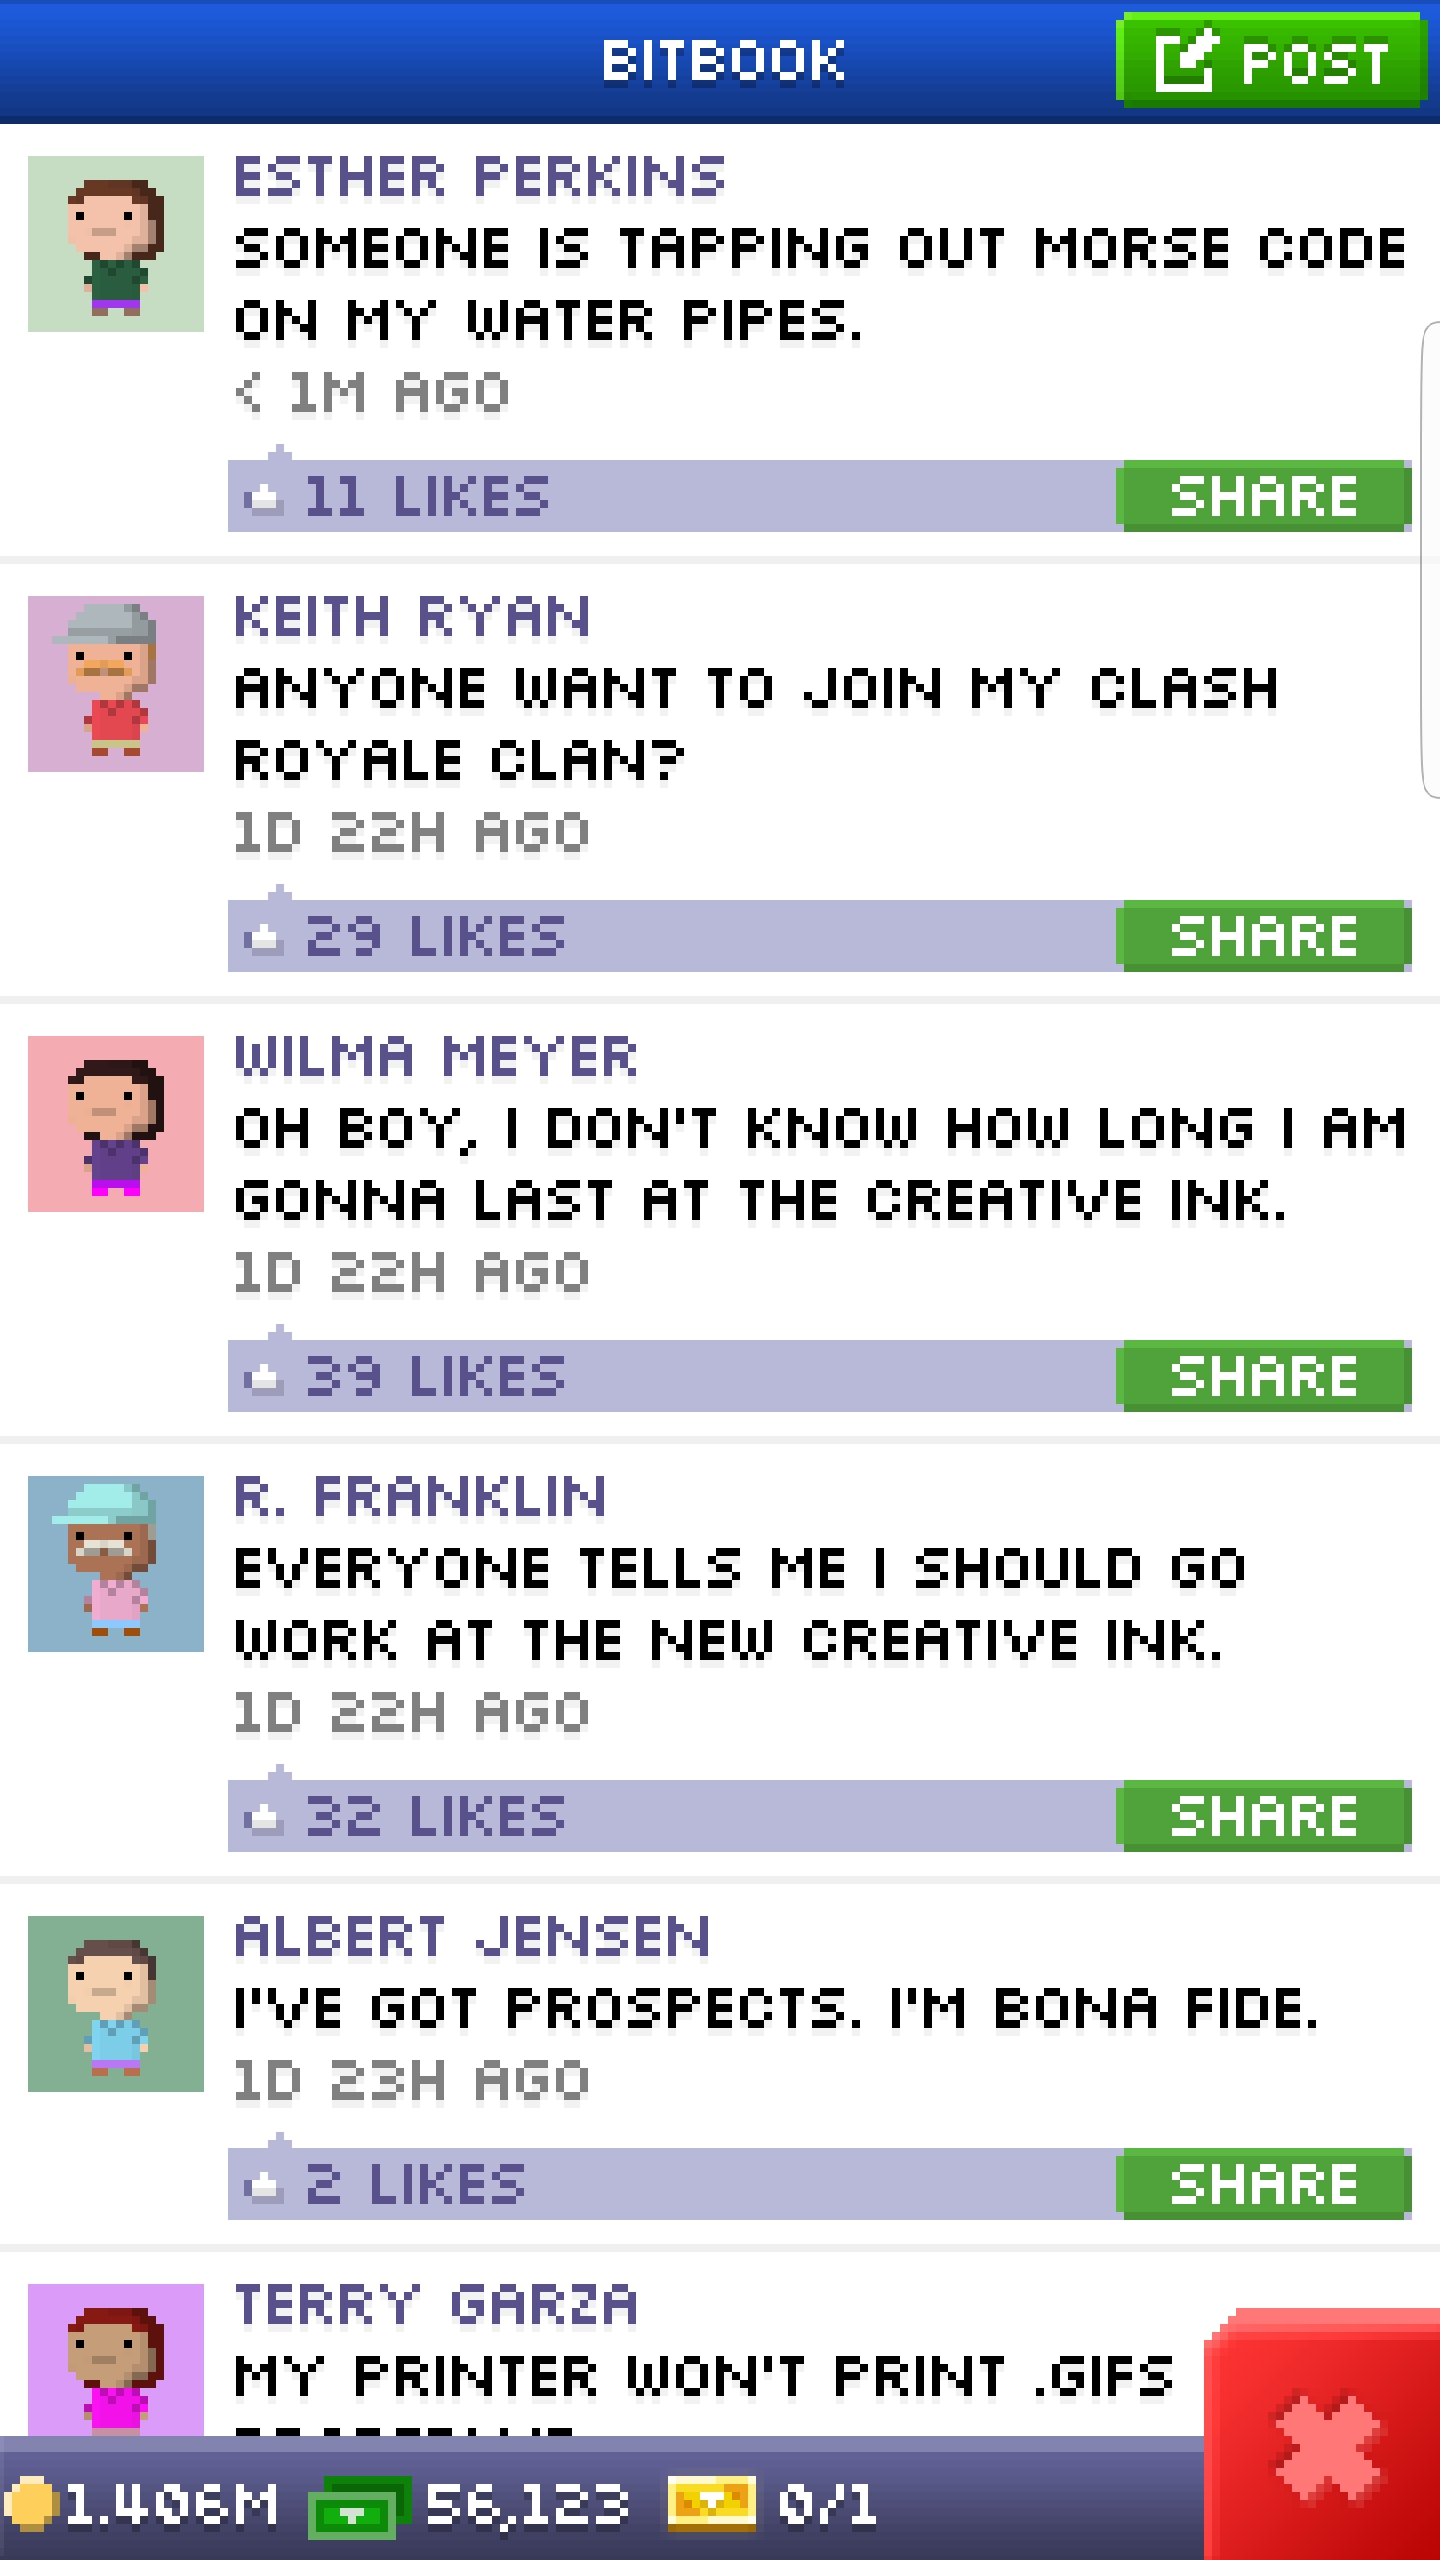 BITBOOK
POST
ESTHER PERKINS
SOMEONE IS TAPPING OUT MORSE CODE
ON MY WATER PIPES.
< 1M AGO
11 LIKES
SHARE
KEITH RYAN
ANYONE WANT TO JOIN MY CLASH
ROYALE CLAN?
1D 22H AGO
29 LIKES
SHARE
WILMA MEYER
OH BOY, I DON'T KNOW HOW LONG I AM
GONNA LAST AT THE CREATIVE INK.
1D 22H AGO
39 LIKES
SHARE
R. FRANKLIN
EVERYONE TELLS ME I SHOULD GO
WORK AT THE NEW CREATIVE INK.
1D 22H AGO
32 LIKES
SHARE
ALBERT JENSEN
I'VE GOT PROSPECTS. I'M BONA FIDE.
1D 23H AGO
2 LIKES
SHARE
TERRY GARZA
MY PRINTER WON'T PRINT .GIFS
1.406M
56,123
0/1